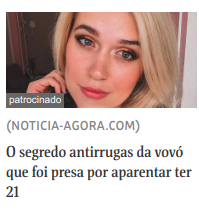 patrocinado
(NOTICIA-AGORA.COM)
O segredo antirrugas da vovó
que foi presa por aparentar ter
21